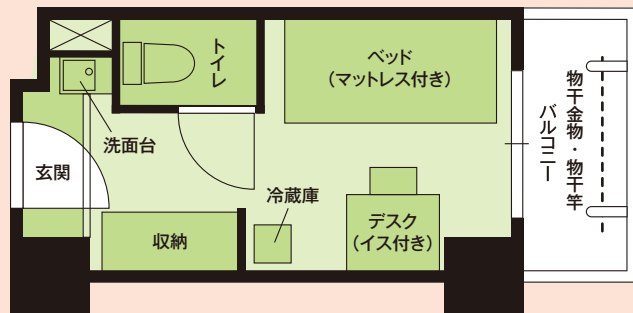 トイレ
ベッド
(マットレス付き)
物干金物・物干竿
バルコニー
洗面台
玄関
冷蔵庫
収納
デスク
(イス付き)